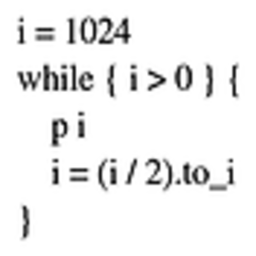 i = 1024
while { i > 0 } {
p i
i = (i / 2).to_i
}